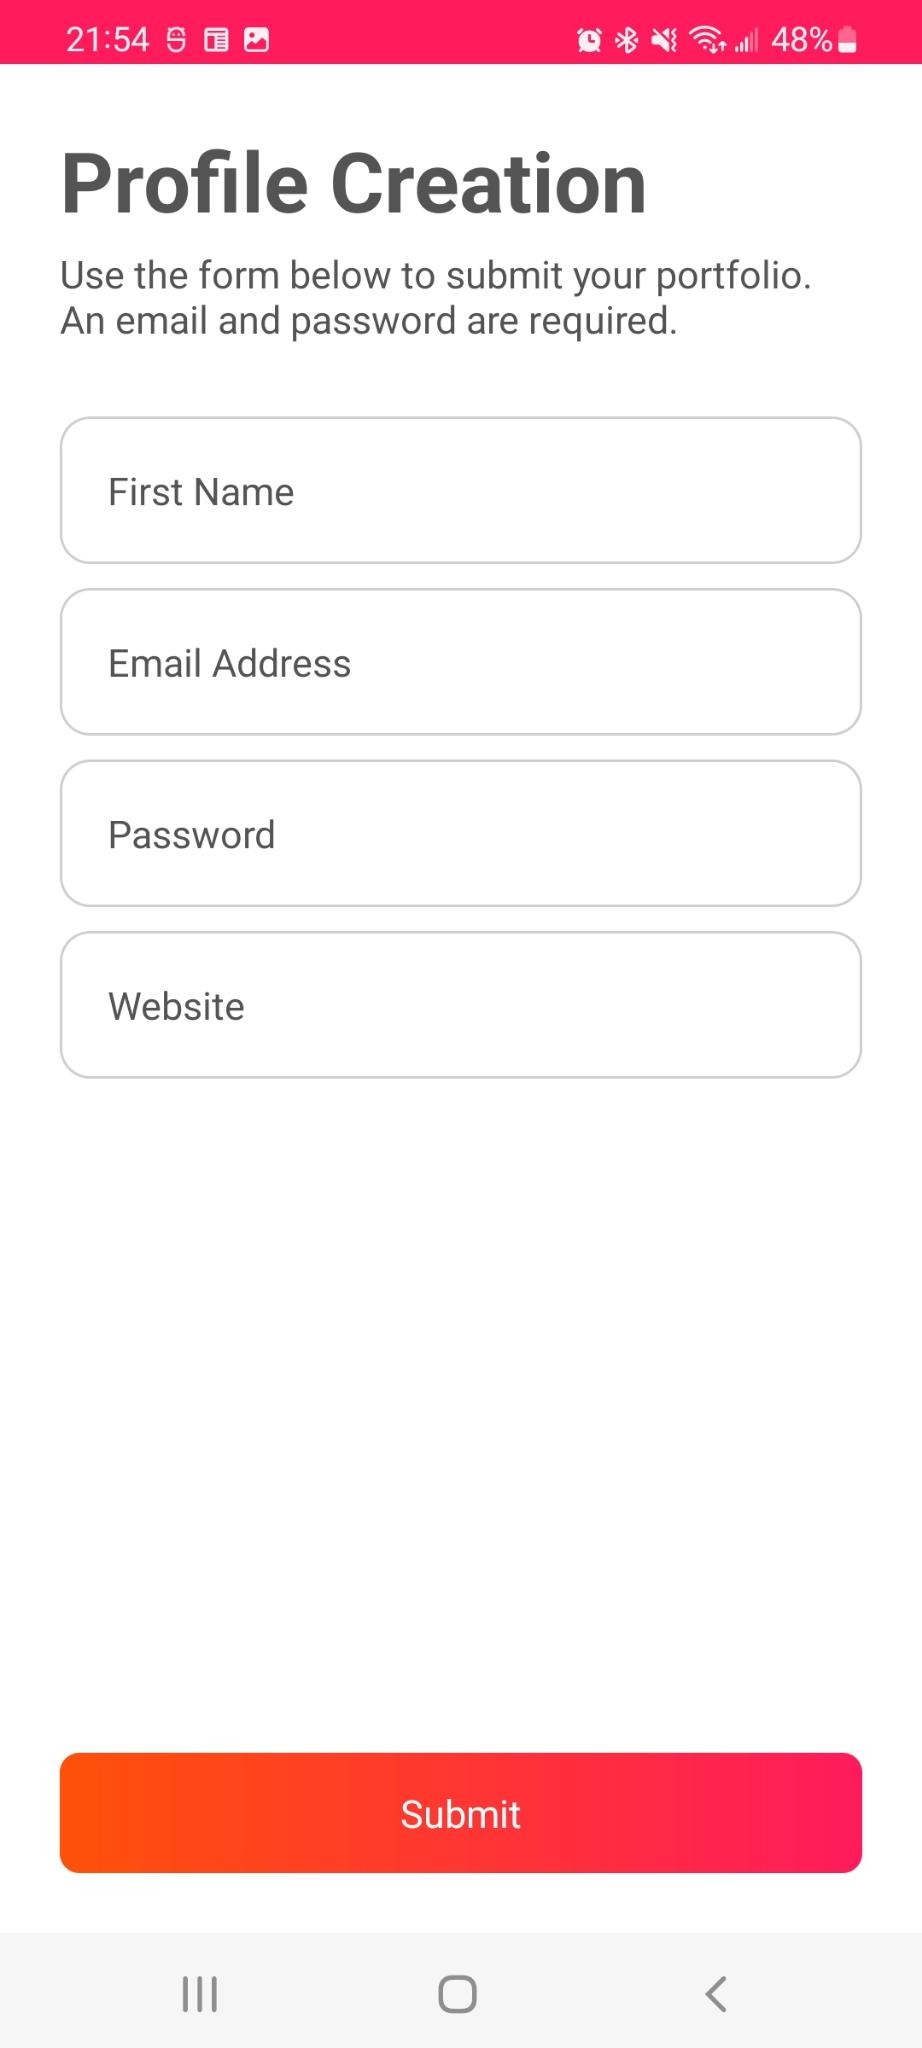 21:54
48%
Profile Creation
Use the form below to submit your portfolio.
An email and password are required.
First Name
Email Address
Password
Website
Submit